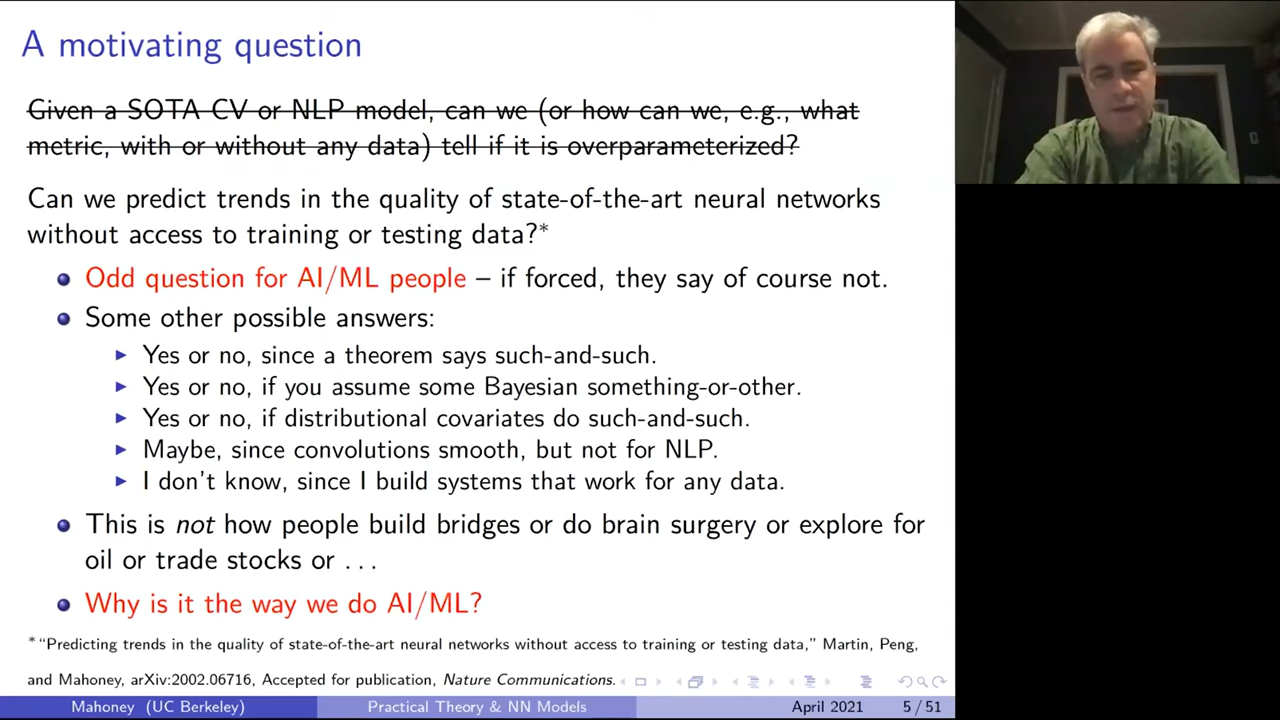 A motivating question
Given a SOTA CV or NLP model, can we (or how can we, e.g., what
metric, with or without any data) tell if it is overparameterized?
Can we predict trends in the quality of state-of-the-art neural networks
without access to training or testing data?*
Odd question for AI/ML people – if forced, they say of course not.
Some other possible answers:
Yes or no, since a theorem says such-and-such.
Yes or no, if you assume some Bayesian something-or-other.
Yes or no, if distributional covariates do such-and-such.
Maybe, since convolutions smooth, but not for NLP.
I don't know, since I build systems that work for any data.
This is not how people build bridges or do brain surgery or explore for
oil or trade stocks or ...
Why is it the way we do AI/ML?
*"Predicting trends in the quality of state-of-the-art neural networks without access to training or testing data," Martin, Peng,
and Mahoney, arXiv:2002.06716, Accepted for publication, Nature Communications.
Mahoney (UC Berkeley) Practical Theory & NN Models April 2021 5 / 51